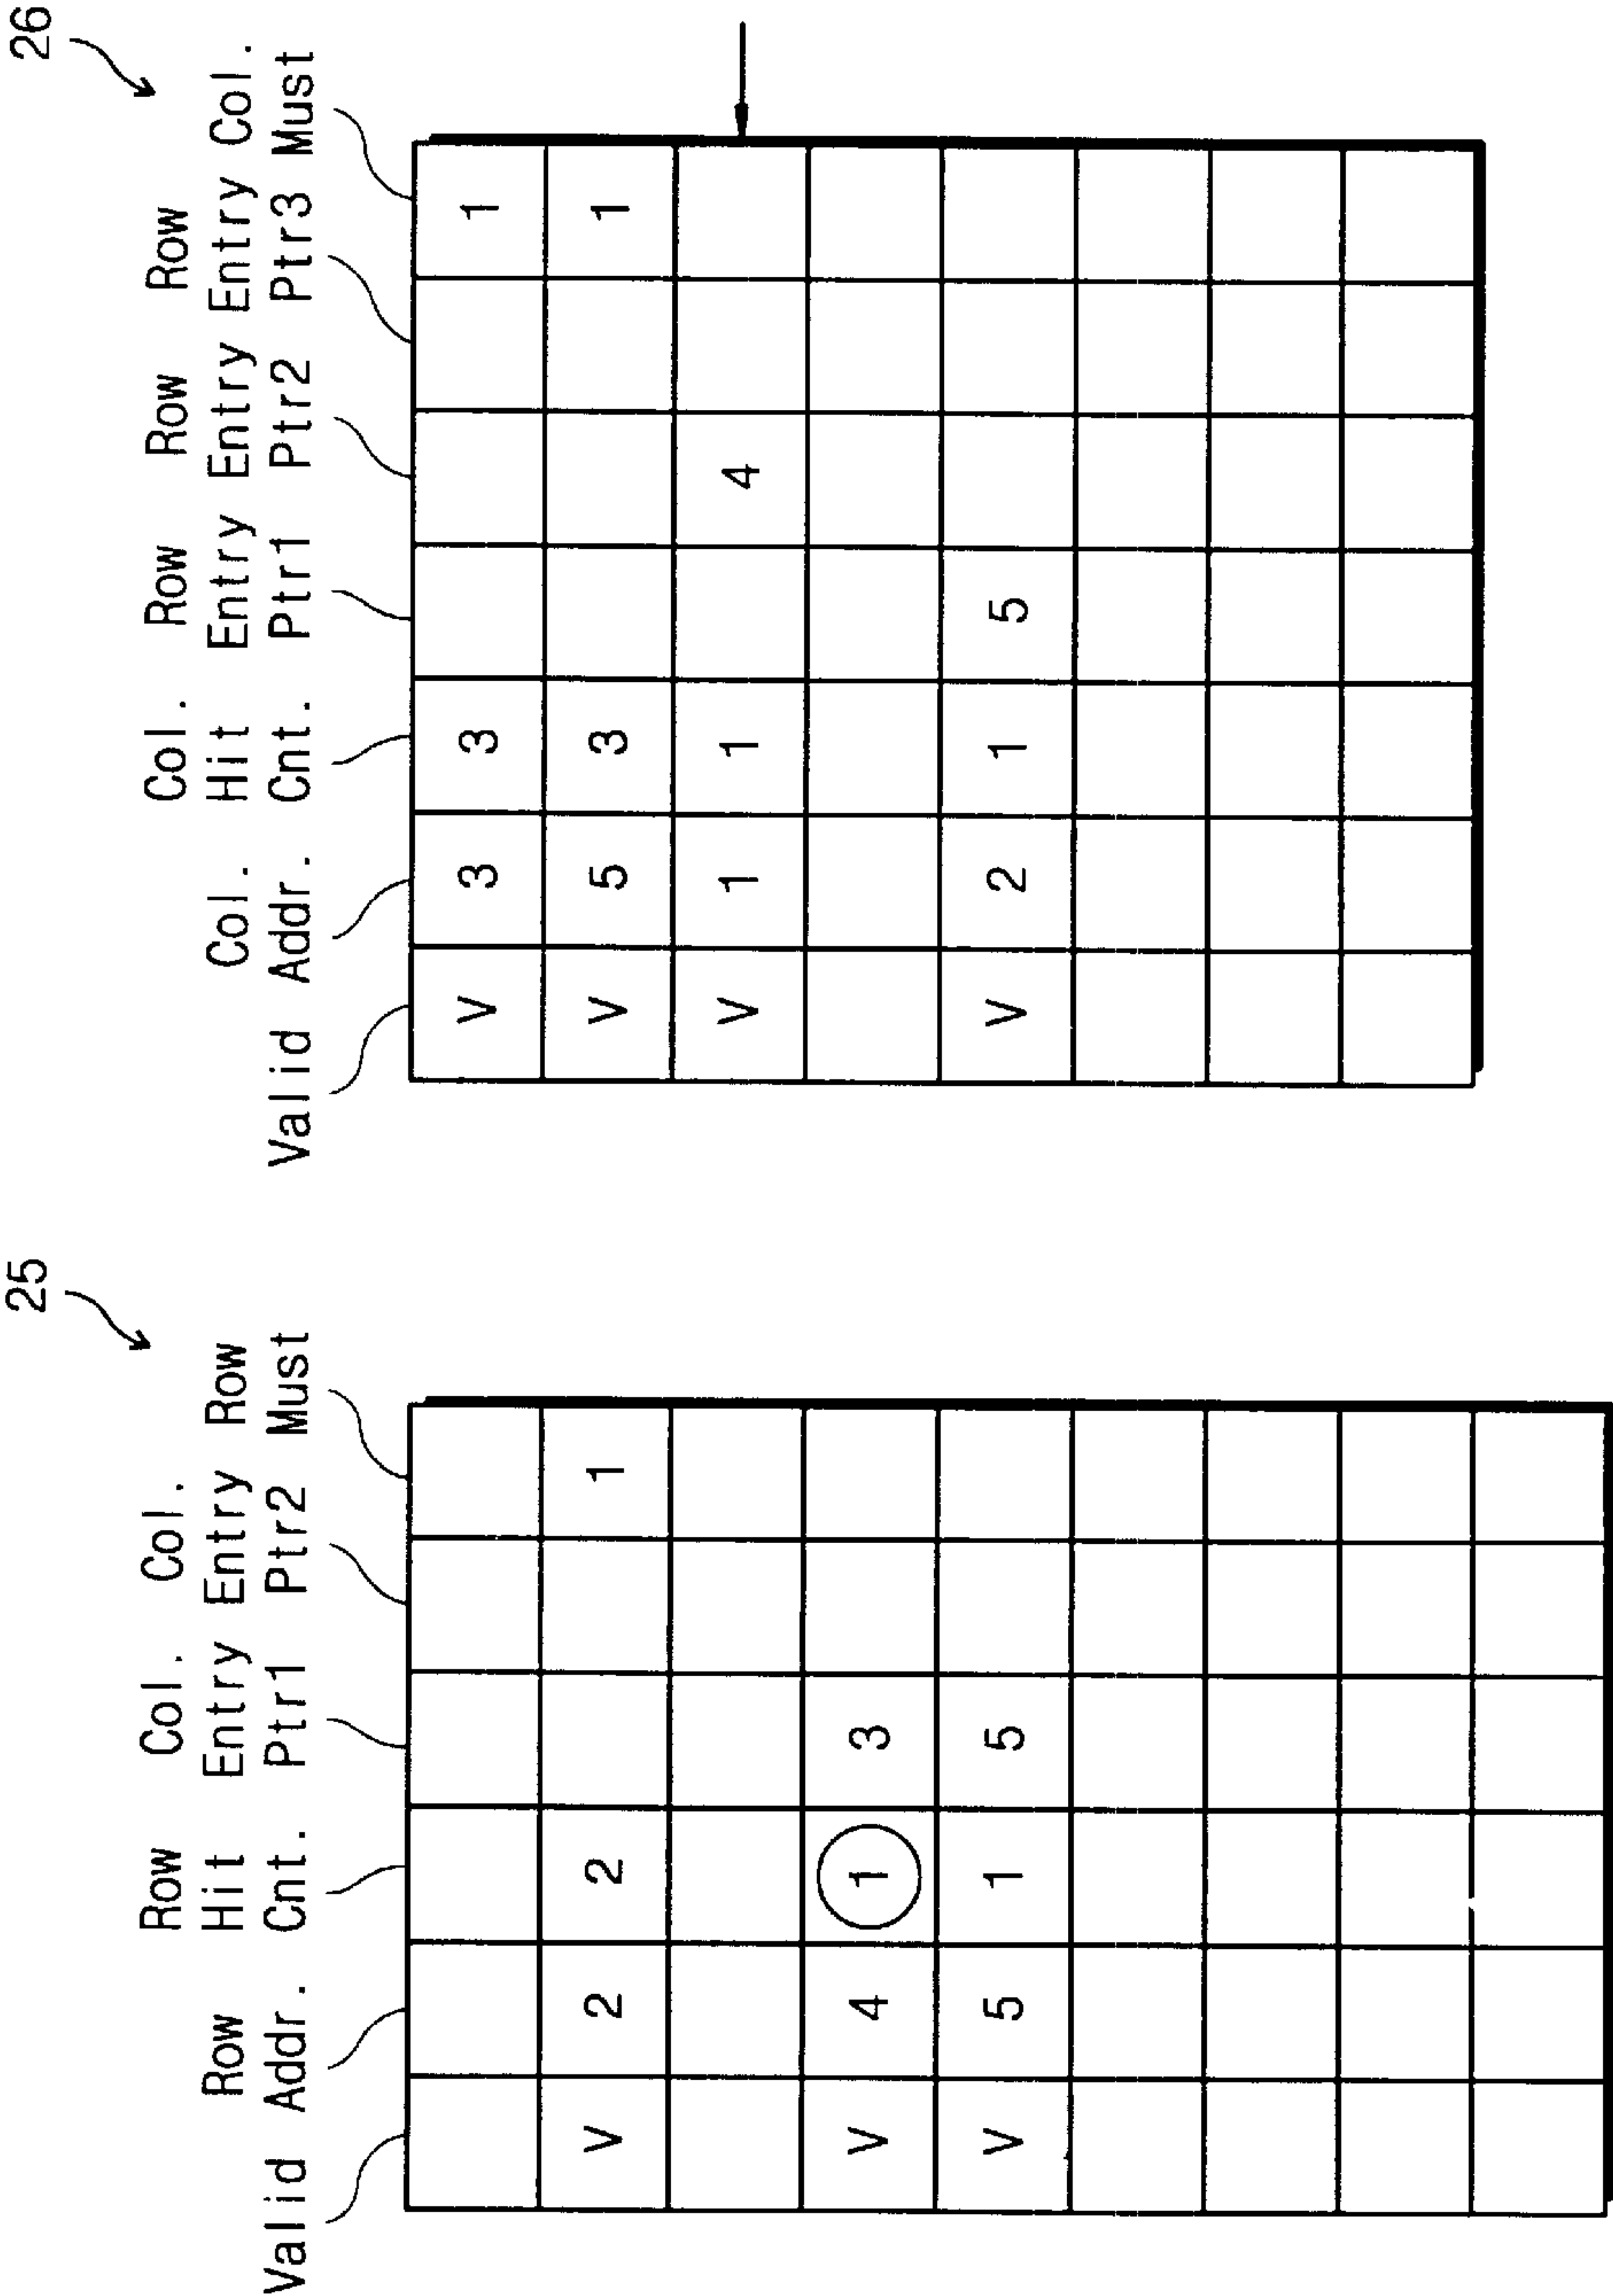 25
Row Col. Col.
Row Hit Entry Entry Row
Valid Addr. Cnt. Ptr1 Ptr2 Must
V 2 2 1
V 4 1 3
V 5 1 5
26
Col. Row Row Row
Col. Hit Entry Entry Entry Col.
Valid Addr. Cnt. Ptr1 Ptr2 Ptr3 Must
V 3 3 1
V 5 3 1
V 1 1 4
V 2 1 5